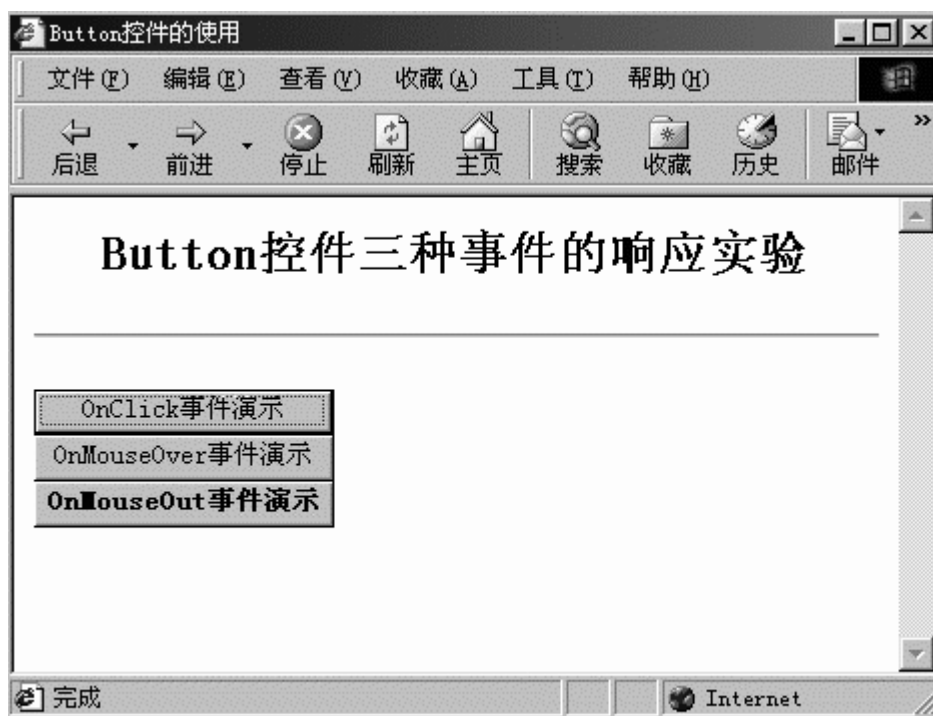 Button控件的使用
文件(F) 编辑(E) 查看(V) 收藏(A) 工具(T) 帮助(H)
后退 前进 停止 刷新 主页 搜索 收藏 历史 邮件 »
Button控件三种事件的响应实验
OnClick事件演示
OnMouseOver事件演示
OnMouseOut事件演示
完成 Internet